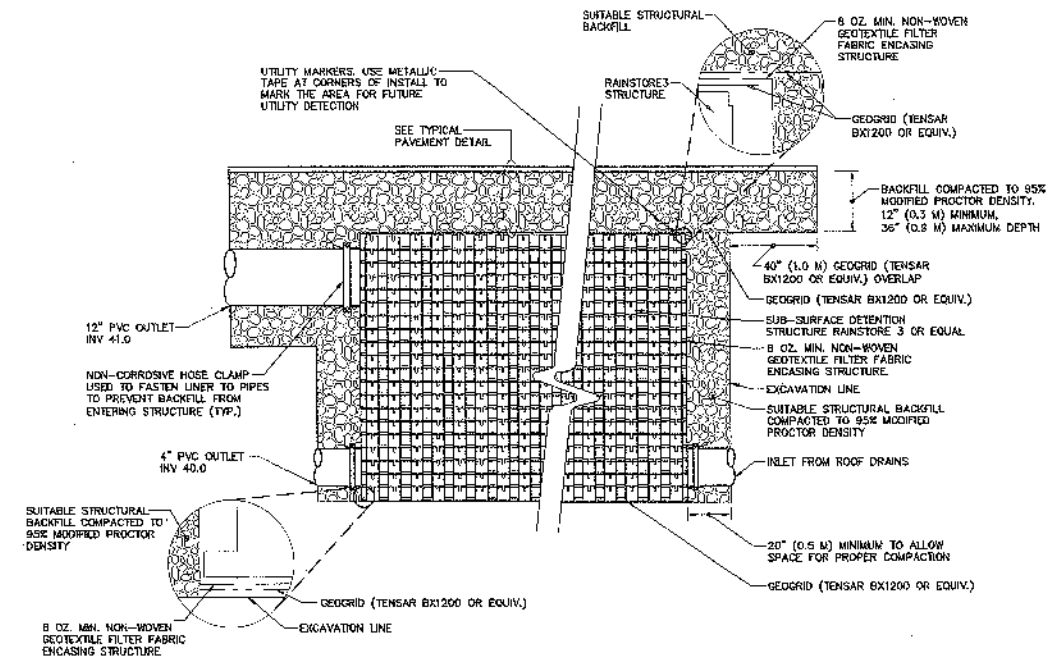 SUITABLE STRUCTURAL
BACKFILL
8 OZ. MIN. NON-WOVEN
GEOTEXTILE FILTER
FABRIC ENCASING
STRUCTURE
UTILITY MARKERS. USE METALLIC
TAPE AT CORNERS OF INSTALL TO
MARK THE AREA FOR FUTURE
UTILITY DETECTION
RAINSTORE3
STRUCTURE
GEOGRID (TENSAR
BX1200 OR EQUIV.)
SEE TYPICAL
PAVEMENT DETAIL
BACKFILL COMPACTED TO 95%
MODIFIED PROCTOR DENSITY.
12" (0.3 M) MINIMUM,
36" (0.9 M) MAXIMUM DEPTH
40" (1.0 M) GEOGRID (TENSAR
BX1200 OR EQUIV.) OVERLAP
GEOGRID (TENSAR BX1200 OR EQUIV.)
SUB-SURFACE DETENTION
STRUCTURE RAINSTORE 3 OR EQUAL
8 OZ. MIN. NON-WOVEN
GEOTEXTILE FILTER FABRIC
ENCASING STRUCTURE.
EXCAVATION LINE
SUITABLE STRUCTURAL BACKFILL
COMPACTED TO 95% MODIFIED
PROCTOR DENSITY
12" PVC OUTLET
INV 41.0
NON-CORROSIVE HOSE CLAMP
USED TO FASTEN LINER TO PIPES
TO PREVENT BACKFILL FROM
ENTERING STRUCTURE (TYP.)
4" PVC OUTLET
INV 40.0
INLET FROM ROOF DRAINS
SUITABLE STRUCTURAL
BACKFILL COMPACTED TO
95% MODIFIED PROCTOR
DENSITY
20" (0.5 M) MINIMUM TO ALLOW
SPACE FOR PROPER COMPACTION
GEOGRID (TENSAR BX1200 OR EQUIV.)
GEOGRID (TENSAR BX1200 OR EQUIV.)
EXCAVATION LINE
8 OZ. MIN. NON-WOVEN
GEOTEXTILE FILTER FABRIC
ENCASING STRUCTURE